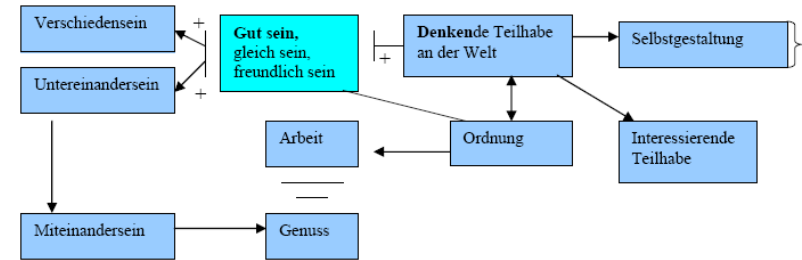 Verschiedensein
+
Gut sein,
gleich sein,
freundlich sein
+
Denkende Teilhabe
an der Welt
Selbstgestaltung
Untereinandersein
+
Arbeit
Ordnung
Interessierende
Teilhabe
Miteinandersein
Genuss